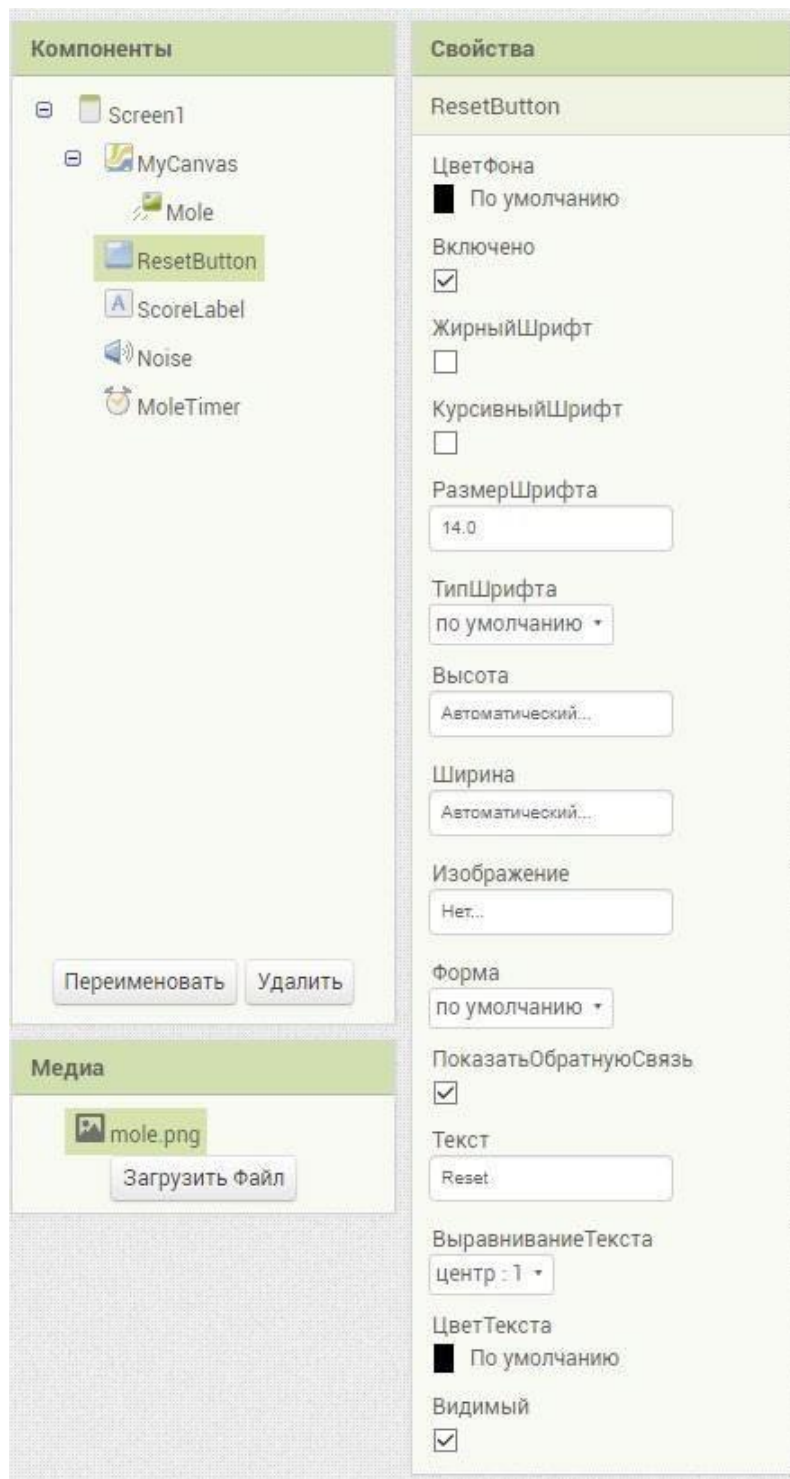 Компоненты
Screen1
MyCanvas
Mole
ResetButton
A ScoreLabel
Noise
MoleTimer
Переименовать Удалить
Медиа
mole.png
Загрузить Файл
Свойства
ResetButton
ЦветФона
По умолчанию
Включено
ЖирныйШрифт
КурсивныйШрифт
РазмерШрифта
14.0
ТипШрифта
по умолчанию
Высота
Автоматический...
Ширина
Автоматический...
Изображение
Нет...
Форма
по умолчанию
ПоказатьОбратнуюСвязь
Текст
Reset
ВыравниваниеТекста
центр : 1
ЦветТекста
По умолчанию
Видимый